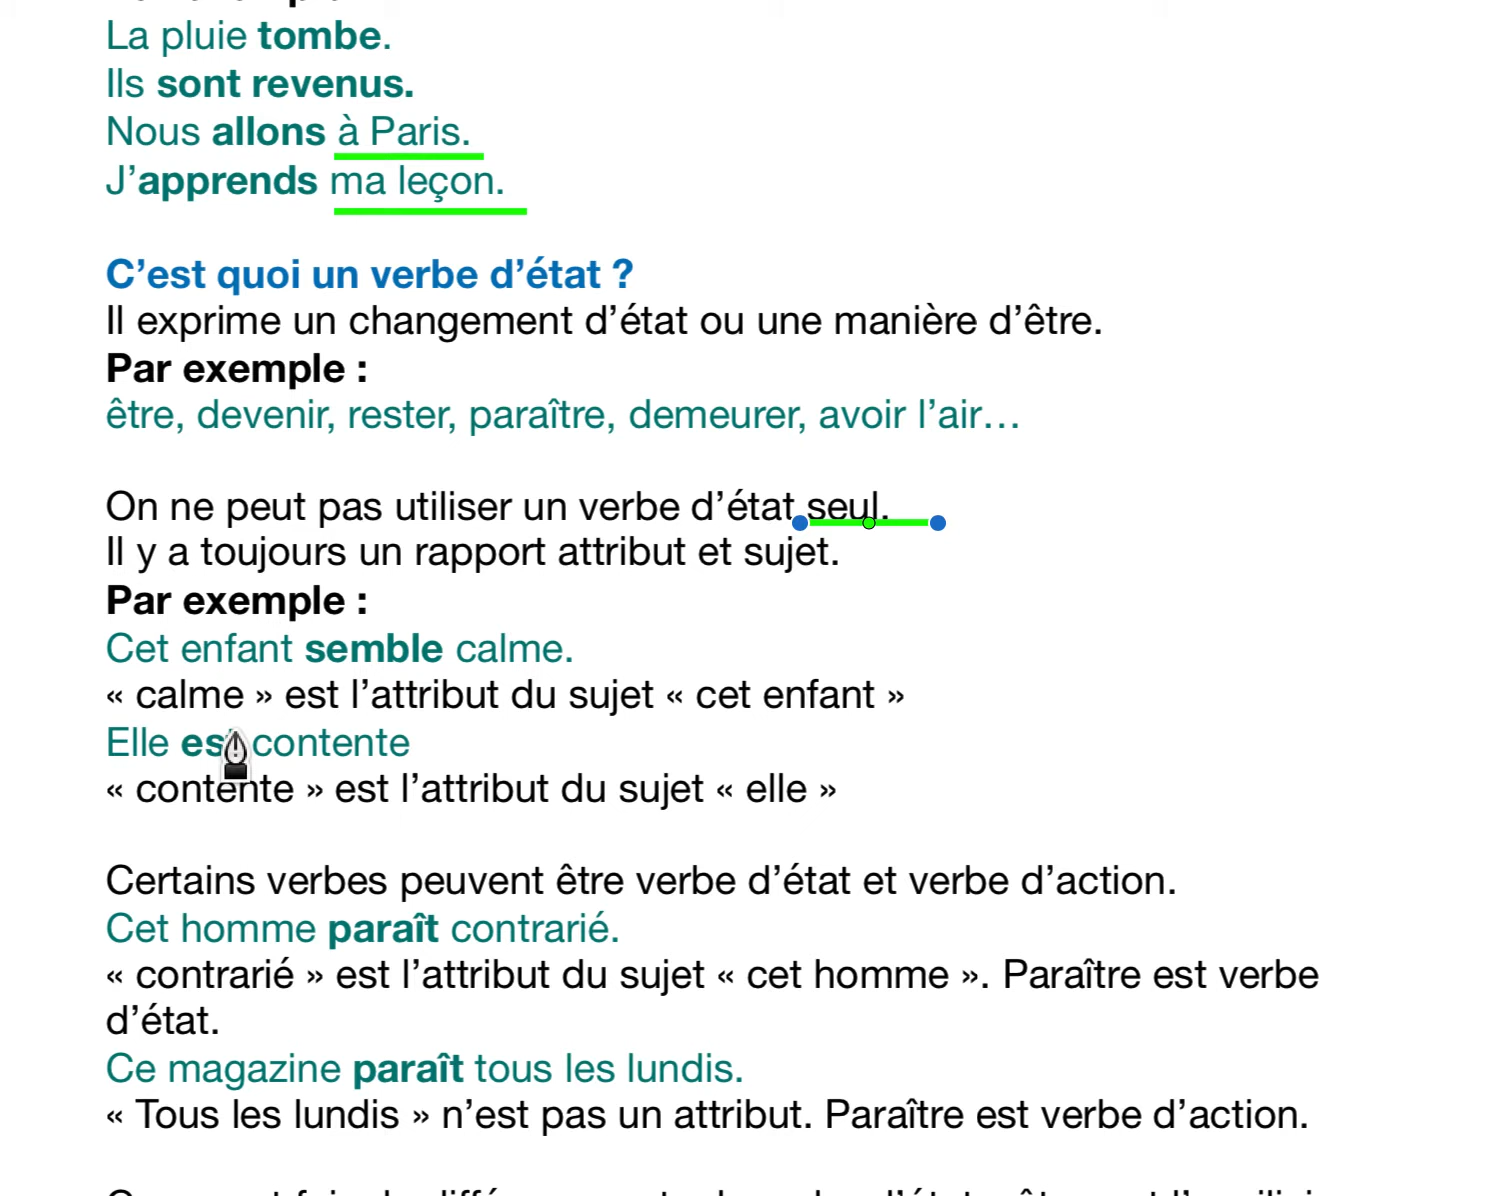 La pluie tombe.
Ils sont revenus.
Nous allons à Paris.
J’apprends ma leçon.
C’est quoi un verbe d’état ?
Il exprime un changement d’état ou une manière d’être.
Par exemple :
être, devenir, rester, paraître, demeurer, avoir l’air…
On ne peut pas utiliser un verbe d’état seul.
Il y a toujours un rapport attribut et sujet.
Par exemple :
Cet enfant semble calme.
« calme » est l’attribut du sujet « cet enfant »
Elle est contente
« contente » est l’attribut du sujet « elle »
Certains verbes peuvent être verbe d’état et verbe d’action.
Cet homme paraît contrarié.
« contrarié » est l’attribut du sujet « cet homme ». Paraître est verbe
d’état.
Ce magazine paraît tous les lundis.
« Tous les lundis » n’est pas un attribut. Paraître est verbe d’action.